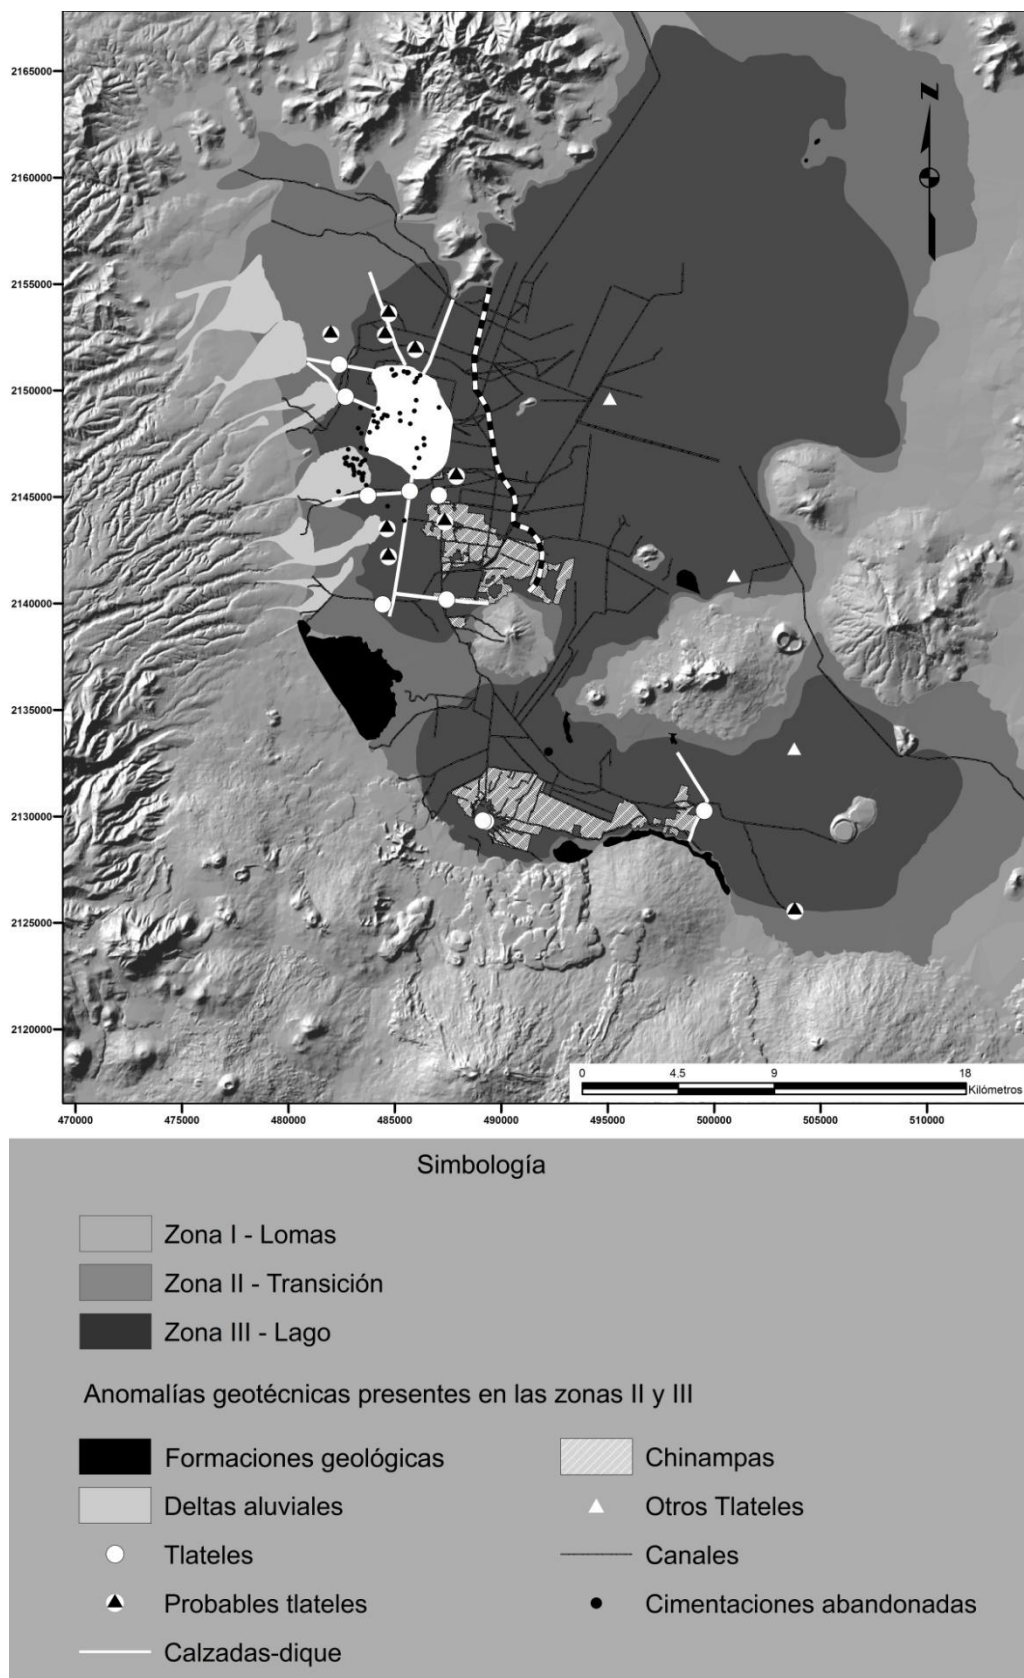 2165000
2160000
2155000
2150000
2145000
2140000
2135000
2130000
2125000
2120000
N
0 4.5 9 18
Kilómetros
470000 475000 480000 485000 490000 495000 500000 505000 510000
Simbología
Zona I - Lomas
Zona II - Transición
Zona III - Lago
Anomalías geotécnicas presentes en las zonas II y III
Formaciones geológicas
Chinampas
Deltas aluviales
Otros Tlateles
Tlateles
Canales
Probables tlateles
Cimentaciones abandonadas
Calzadas-dique